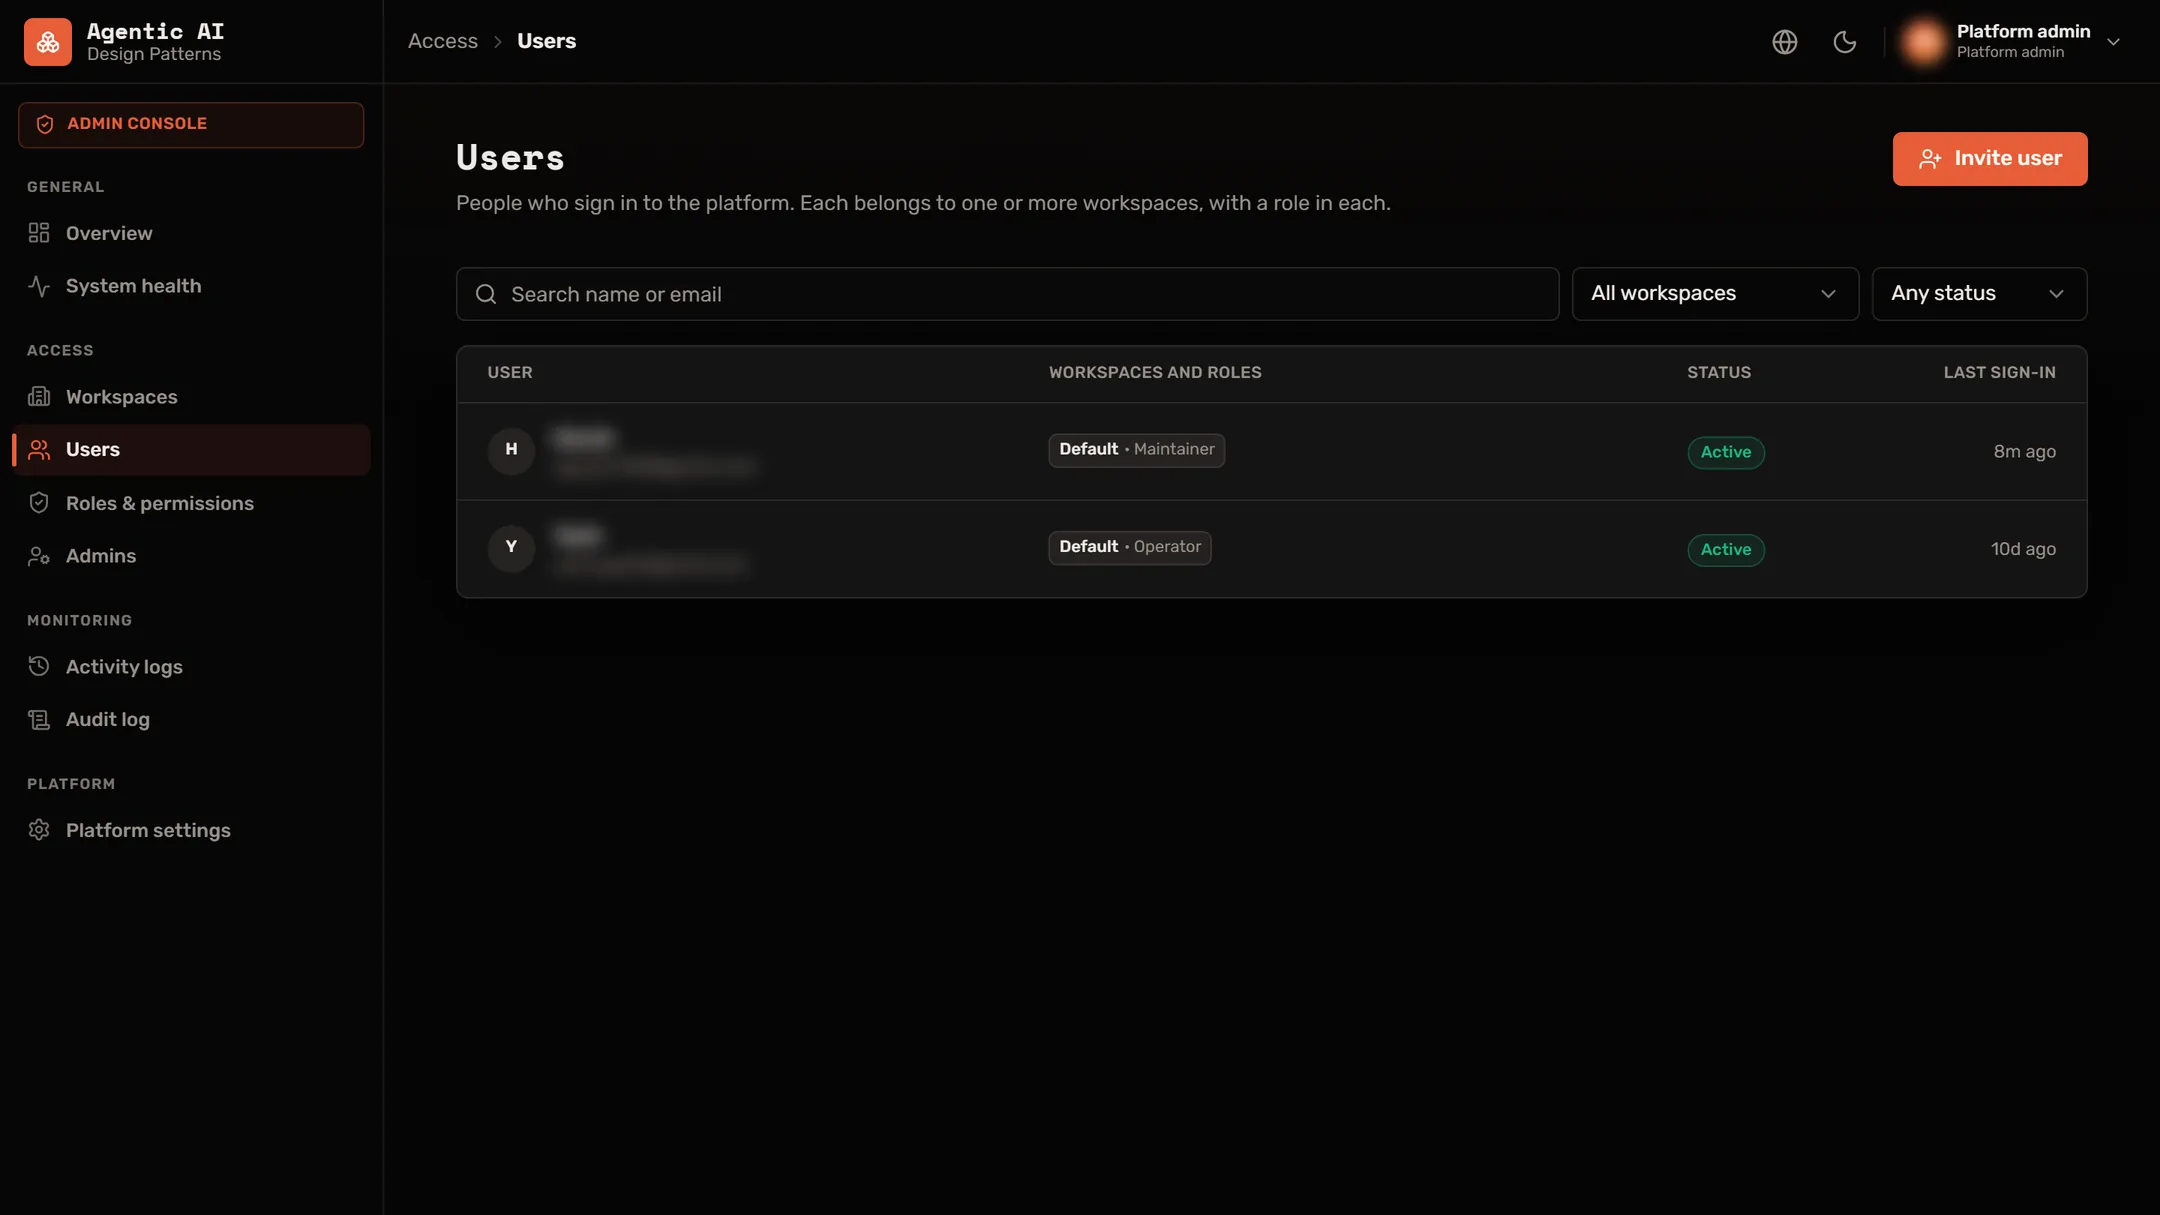 Agentic AI
Design Patterns
Access > Users
Platform admin
Platform admin
ADMIN CONSOLE
GENERAL
Overview
System health
ACCESS
Workspaces
Users
Roles & permissions
Admins
MONITORING
Activity logs
Audit log
PLATFORM
Platform settings
Users
Invite user
People who sign in to the platform. Each belongs to one or more workspaces, with a role in each.
Search name or email
All workspaces
Any status
USER WORKSPACES AND ROLES STATUS LAST SIGN-IN
H Default • Maintainer Active 8m ago
Y Default • Operator Active 10d ago